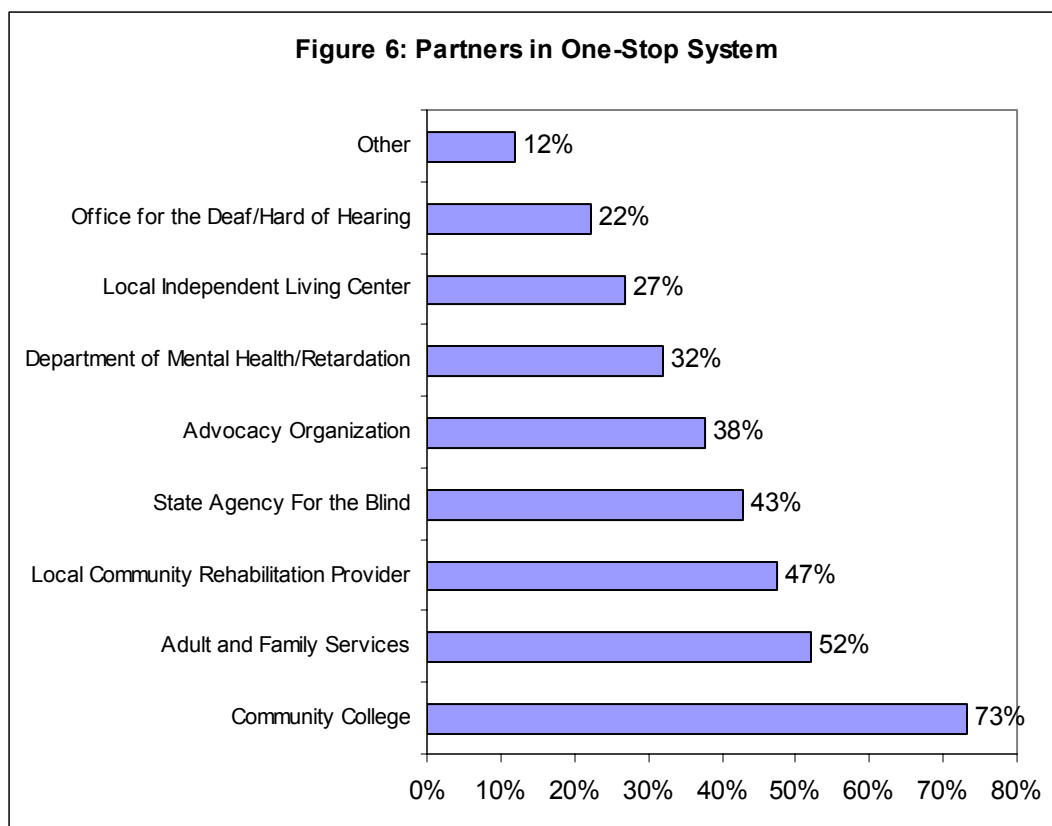 Figure 6: Partners in One-Stop System
Other 12%
Office for the Deaf/Hard of Hearing 22%
Local Independent Living Center 27%
Department of Mental Health/Retardation 32%
Advocacy Organization 38%
State Agency For the Blind 43%
Local Community Rehabilitation Provider 47%
Adult and Family Services 52%
Community College 73%
0% 10% 20% 30% 40% 50% 60% 70% 80%